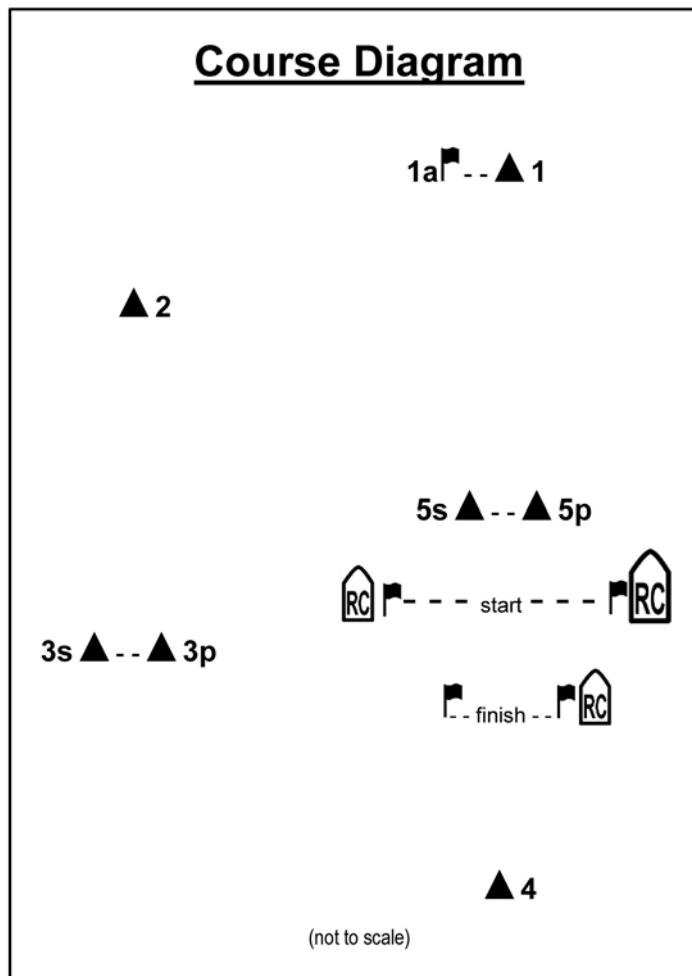 Course Diagram
1a -- 1
2
5s -- 5p
RC - - - - start - - - - RC
3s -- 3p
-- finish -- RC
4
(not to scale)